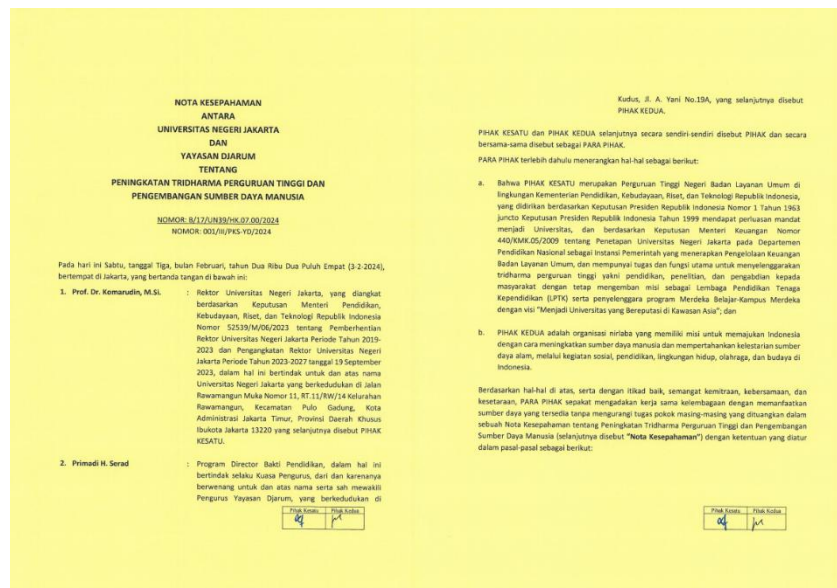 NOTA KESEPAHAMAN
ANTARA
UNIVERSITAS NEGERI JAKARTA
DAN
YAYASAN DJARUM
TENTANG
PENINGKATAN TRIDHARMA PERGURUAN TINGGI DAN
PENGEMBANGAN SUMBER DAYA MANUSIA
NOMOR: B/17/UN39/HK.07.00/2024
NOMOR: 001/II/PKS-YD/2024
Pada hari ini Sabtu, tanggal Tiga, bulan Februari, tahun Dua Ribu Dua Puluh Empat (3-2-2024),
bertempat di Jakarta, yang bertanda tangan di bawah ini:
1. Prof. Dr. Komarudin, M.Si. : Rektor Universitas Negeri Jakarta, yang diangkat
berdasarkan Keputusan Menteri Pendidikan,
Kebudayaan, Riset, dan Teknologi Republik Indonesia
Nomor 52539/M/06/2023 tentang Pemberhentian
Rektor Universitas Negeri Jakarta Periode Tahun 2019-
2023 dan Pengangkatan Rektor Universitas Negeri
Jakarta Periode Tahun 2023-2027 tanggal 19 September
2023, dalam hal ini bertindak untuk dan atas nama
Universitas Negeri Jakarta yang berkedudukan di Jalan
Rawamangun Muka Nomor 11, RT.11/RW/14 Kelurahan
Rawamangun, Kecamatan Pulo Gadung, Kota
Administrasi Jakarta Timur, Provinsi Daerah Khusus
Ibukota Jakarta 13220 yang selanjutnya disebut PIHAK
KESATU.
2. Primadi H. Serad : Program Director Bakti Pendidikan, dalam hal ini
bertindak selaku Kuasa Pengurus, dari dan karenanya
berwenang untuk dan atas nama serta sah mewakili
Pengurus Yayasan Djarum, yang berkedudukan di
Pihak Kesatu Pihak Kedua
Kudus, Jl. A. Yani No.19A, yang selanjutnya disebut
PIHAK KEDUA.
PIHAK KESATU dan PIHAK KEDUA selanjutnya secara sendiri-sendiri disebut PIHAK dan secara
bersama-sama disebut sebagai PARA PIHAK.
PARA PIHAK terlebih dahulu menerangkan hal-hal sebagai berikut:
a. Bahwa PIHAK KESATU merupakan Perguruan Tinggi Negeri Badan Layanan Umum di
lingkungan Kementerian Pendidikan, Kebudayaan, Riset, dan Teknologi Republik Indonesia,
yang didirikan berdasarkan Keputusan Presiden Republik Indonesia Nomor 1 Tahun 1963
juncto Keputusan Presiden Republik Indonesia Tahun 1999 mendapat perluasan mandat
menjadi Universitas, dan berdasarkan Keputusan Menteri Keuangan Nomor
440/KMK.05/2009 tentang Penetapan Universitas Negeri Jakarta pada Departemen
Pendidikan Nasional sebagai Instansi Pemerintah yang menerapkan Pengelolaan Keuangan
Badan Layanan Umum, dan mempunyai tugas dan fungsi utama untuk menyelenggarakan
tridharma perguruan tinggi yakni pendidikan, penelitian, dan pengabdian kepada
masyarakat dengan tetap mengemban misi sebagai Lembaga Pendidikan Tenaga
Kependidikan (LPTK) serta penyelenggara program Merdeka Belajar-Kampus Merdeka
dengan visi "Menjadi Universitas yang Bereputasi di Kawasan Asia"; dan
b. PIHAK KEDUA adalah organisasi nirlaba yang memiliki misi untuk memajukan Indonesia
dengan cara meningkatkan sumber daya manusia dan mempertahankan kelestarian sumber
daya alam, melalui kegiatan sosial, pendidikan, lingkungan hidup, olahraga, dan budaya di
Indonesia.
Berdasarkan hal-hal di atas, serta dengan itikad baik, semangat kemitraan, kebersamaan, dan
kesetaraan, PARA PIHAK sepakat mengadakan kerja sama kelembagaan dengan memanfaatkan
sumber daya yang tersedia tanpa mengurangi tugas pokok masing-masing yang dituangkan dalam
sebuah Nota Kesepahaman tentang Peningkatan Tridharma Perguruan Tinggi dan Pengembangan
Sumber Daya Manusia (selanjutnya disebut "Nota Kesepahaman") dengan ketentuan yang diatur
dalam pasal-pasal sebagai berikut:
Pihak Kesatu Pihak Kedua